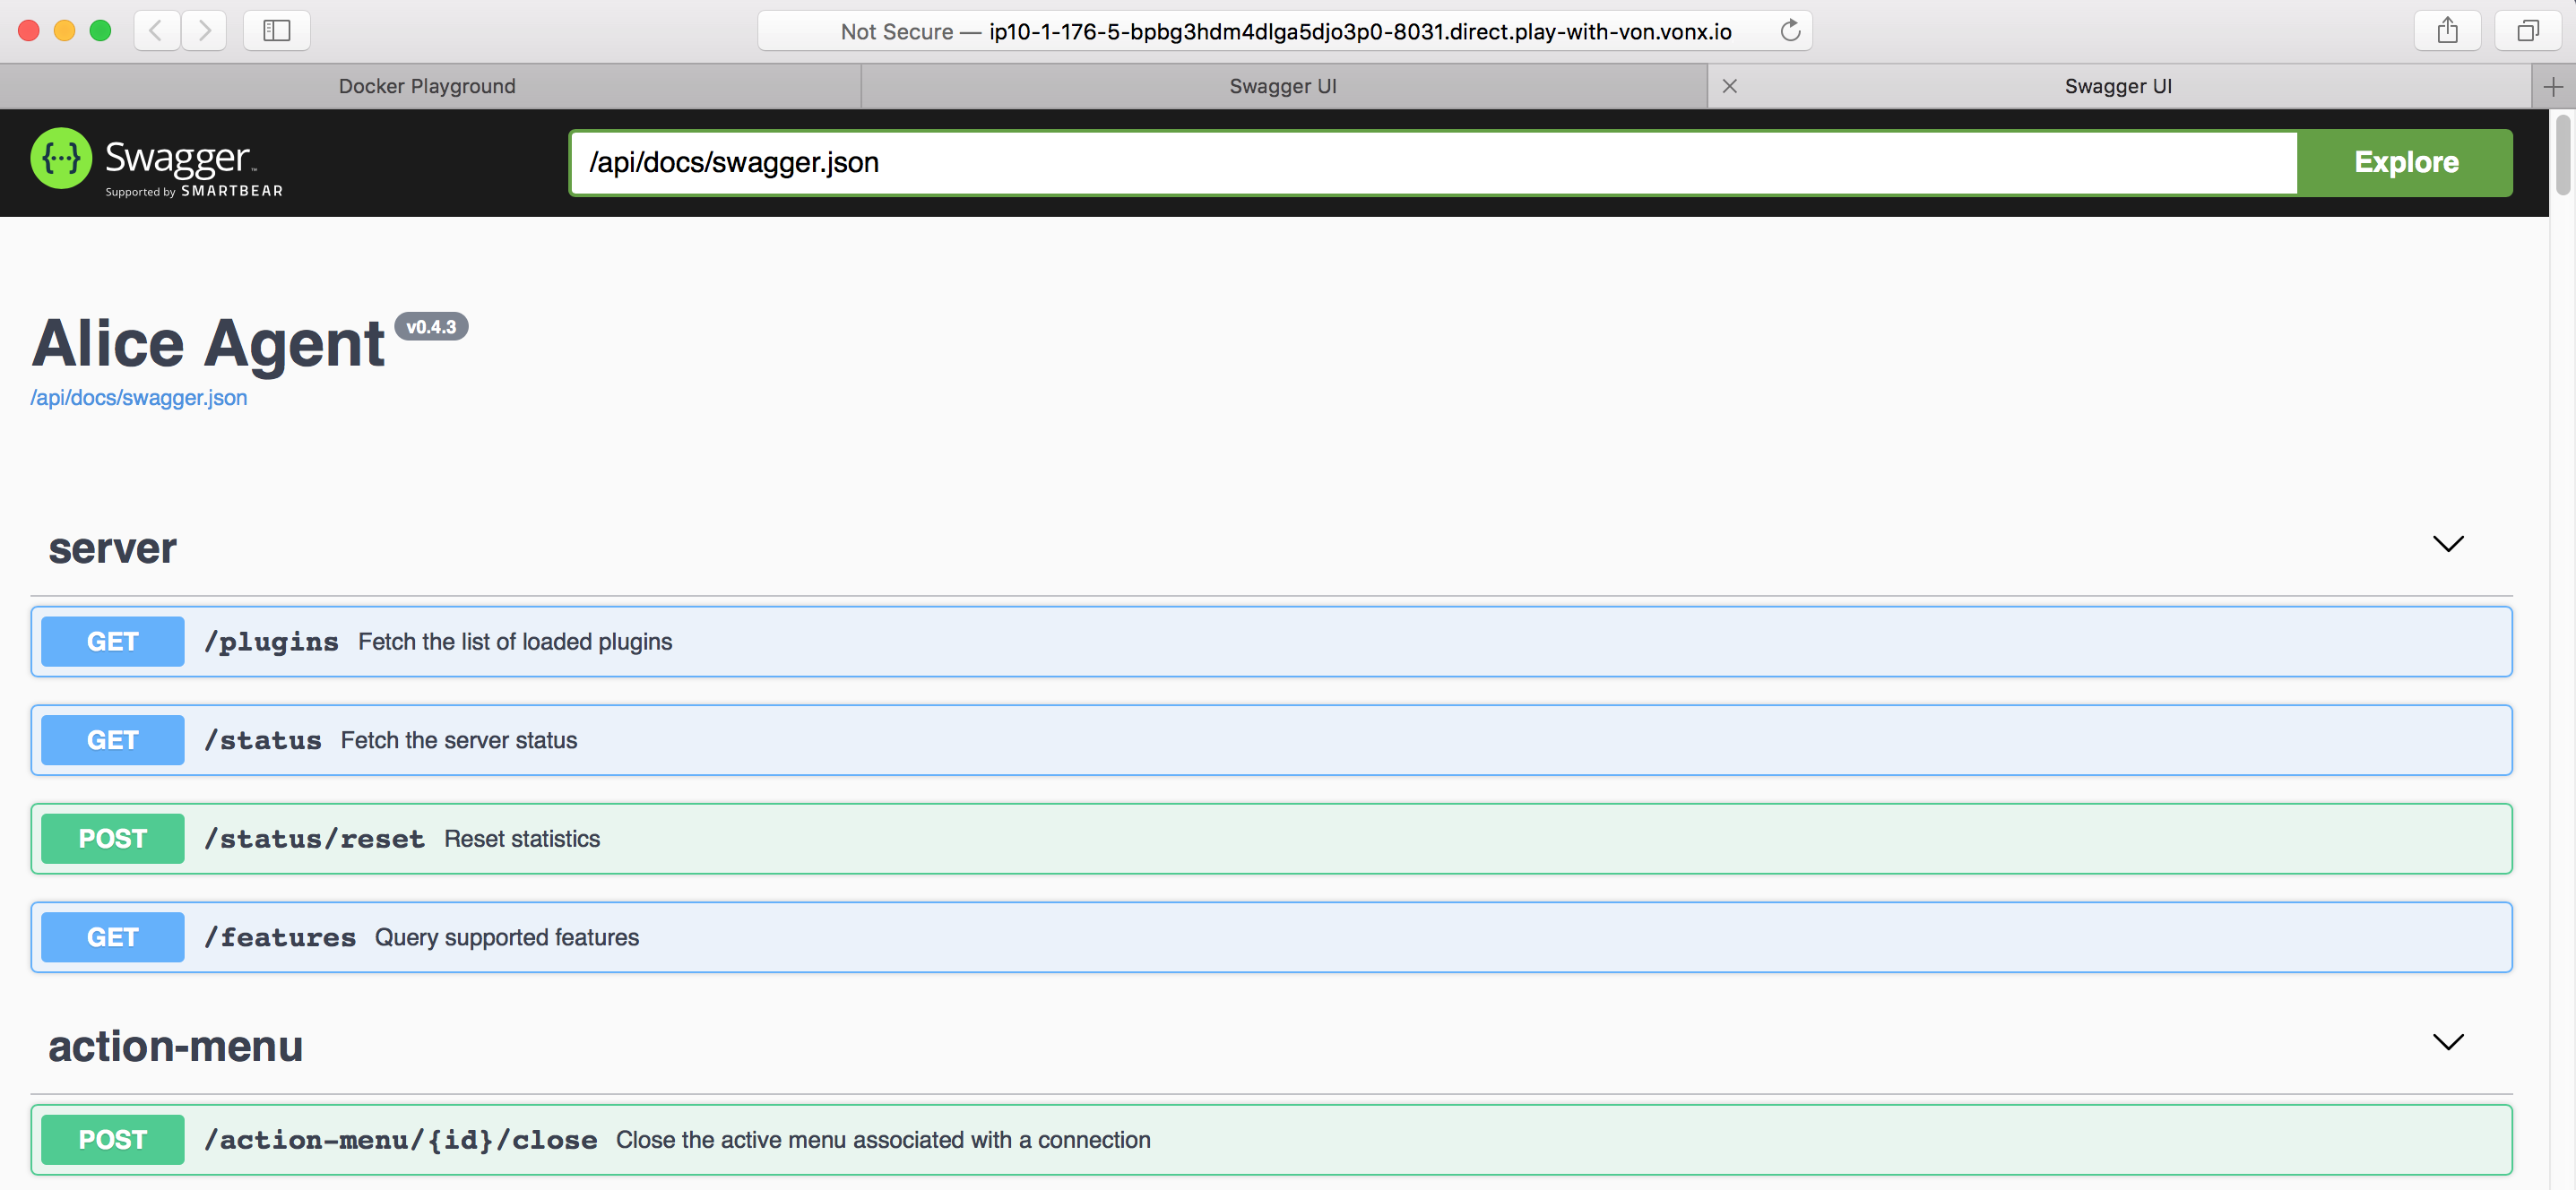 Not Secure — ip10-1-176-5-bpbg3hdm4dlga5djo3p0-8031.direct.play-with-von.vonx.io
Docker Playground
Swagger UI
Swagger UI
{···} Swagger™
Supported by SMARTBEAR
/api/docs/swagger.json
Explore
Alice Agent v0.4.3
/api/docs/swagger.json
server
GET /plugins Fetch the list of loaded plugins
GET /status Fetch the server status
POST /status/reset Reset statistics
GET /features Query supported features
action-menu
POST /action-menu/{id}/close Close the active menu associated with a connection